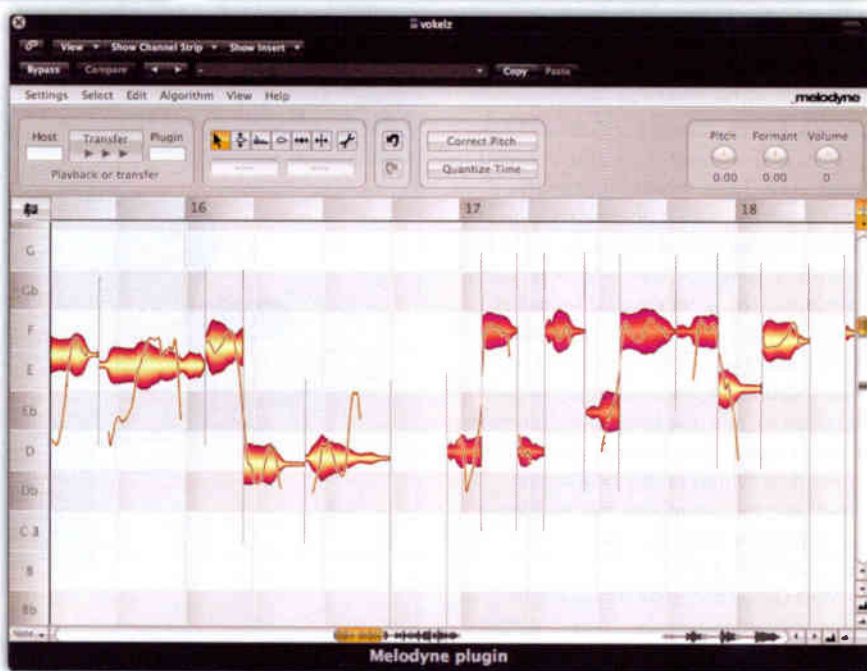 vokelz
View Show Channel Strip Show Insert
Bypass Compare - Copy Paste
Settings Select Edit Algorithm View Help melodyne
Host Transfer Plugin
Playback or transfer
Correct Pitch
Quantize Time
Pitch Formant Volume
0.00 0.00 0
16 17 18
G
Gb
F
E
Eb
D
Db
C 3
B
Bb
Melodyne plugin